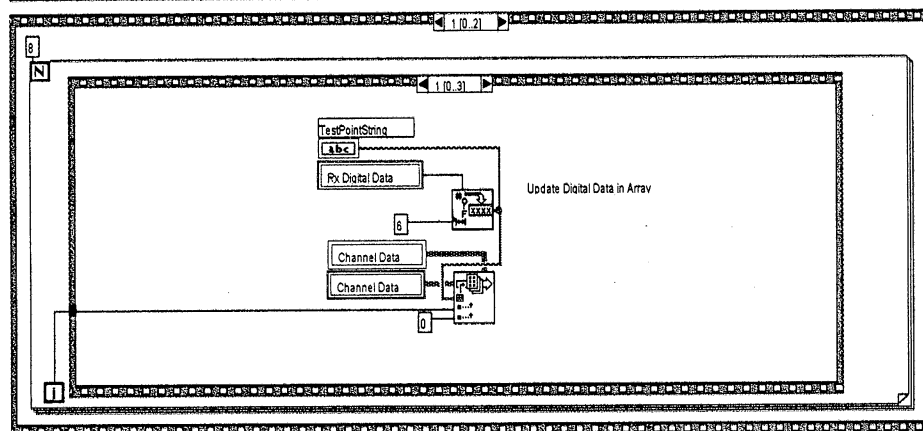 1 [0..2]
8
N
1 [0..3]
TestPointString
abc
Rx Digital Data
Update Digital Data in Array
XXXX
6
Channel Data
Channel Data
0
i